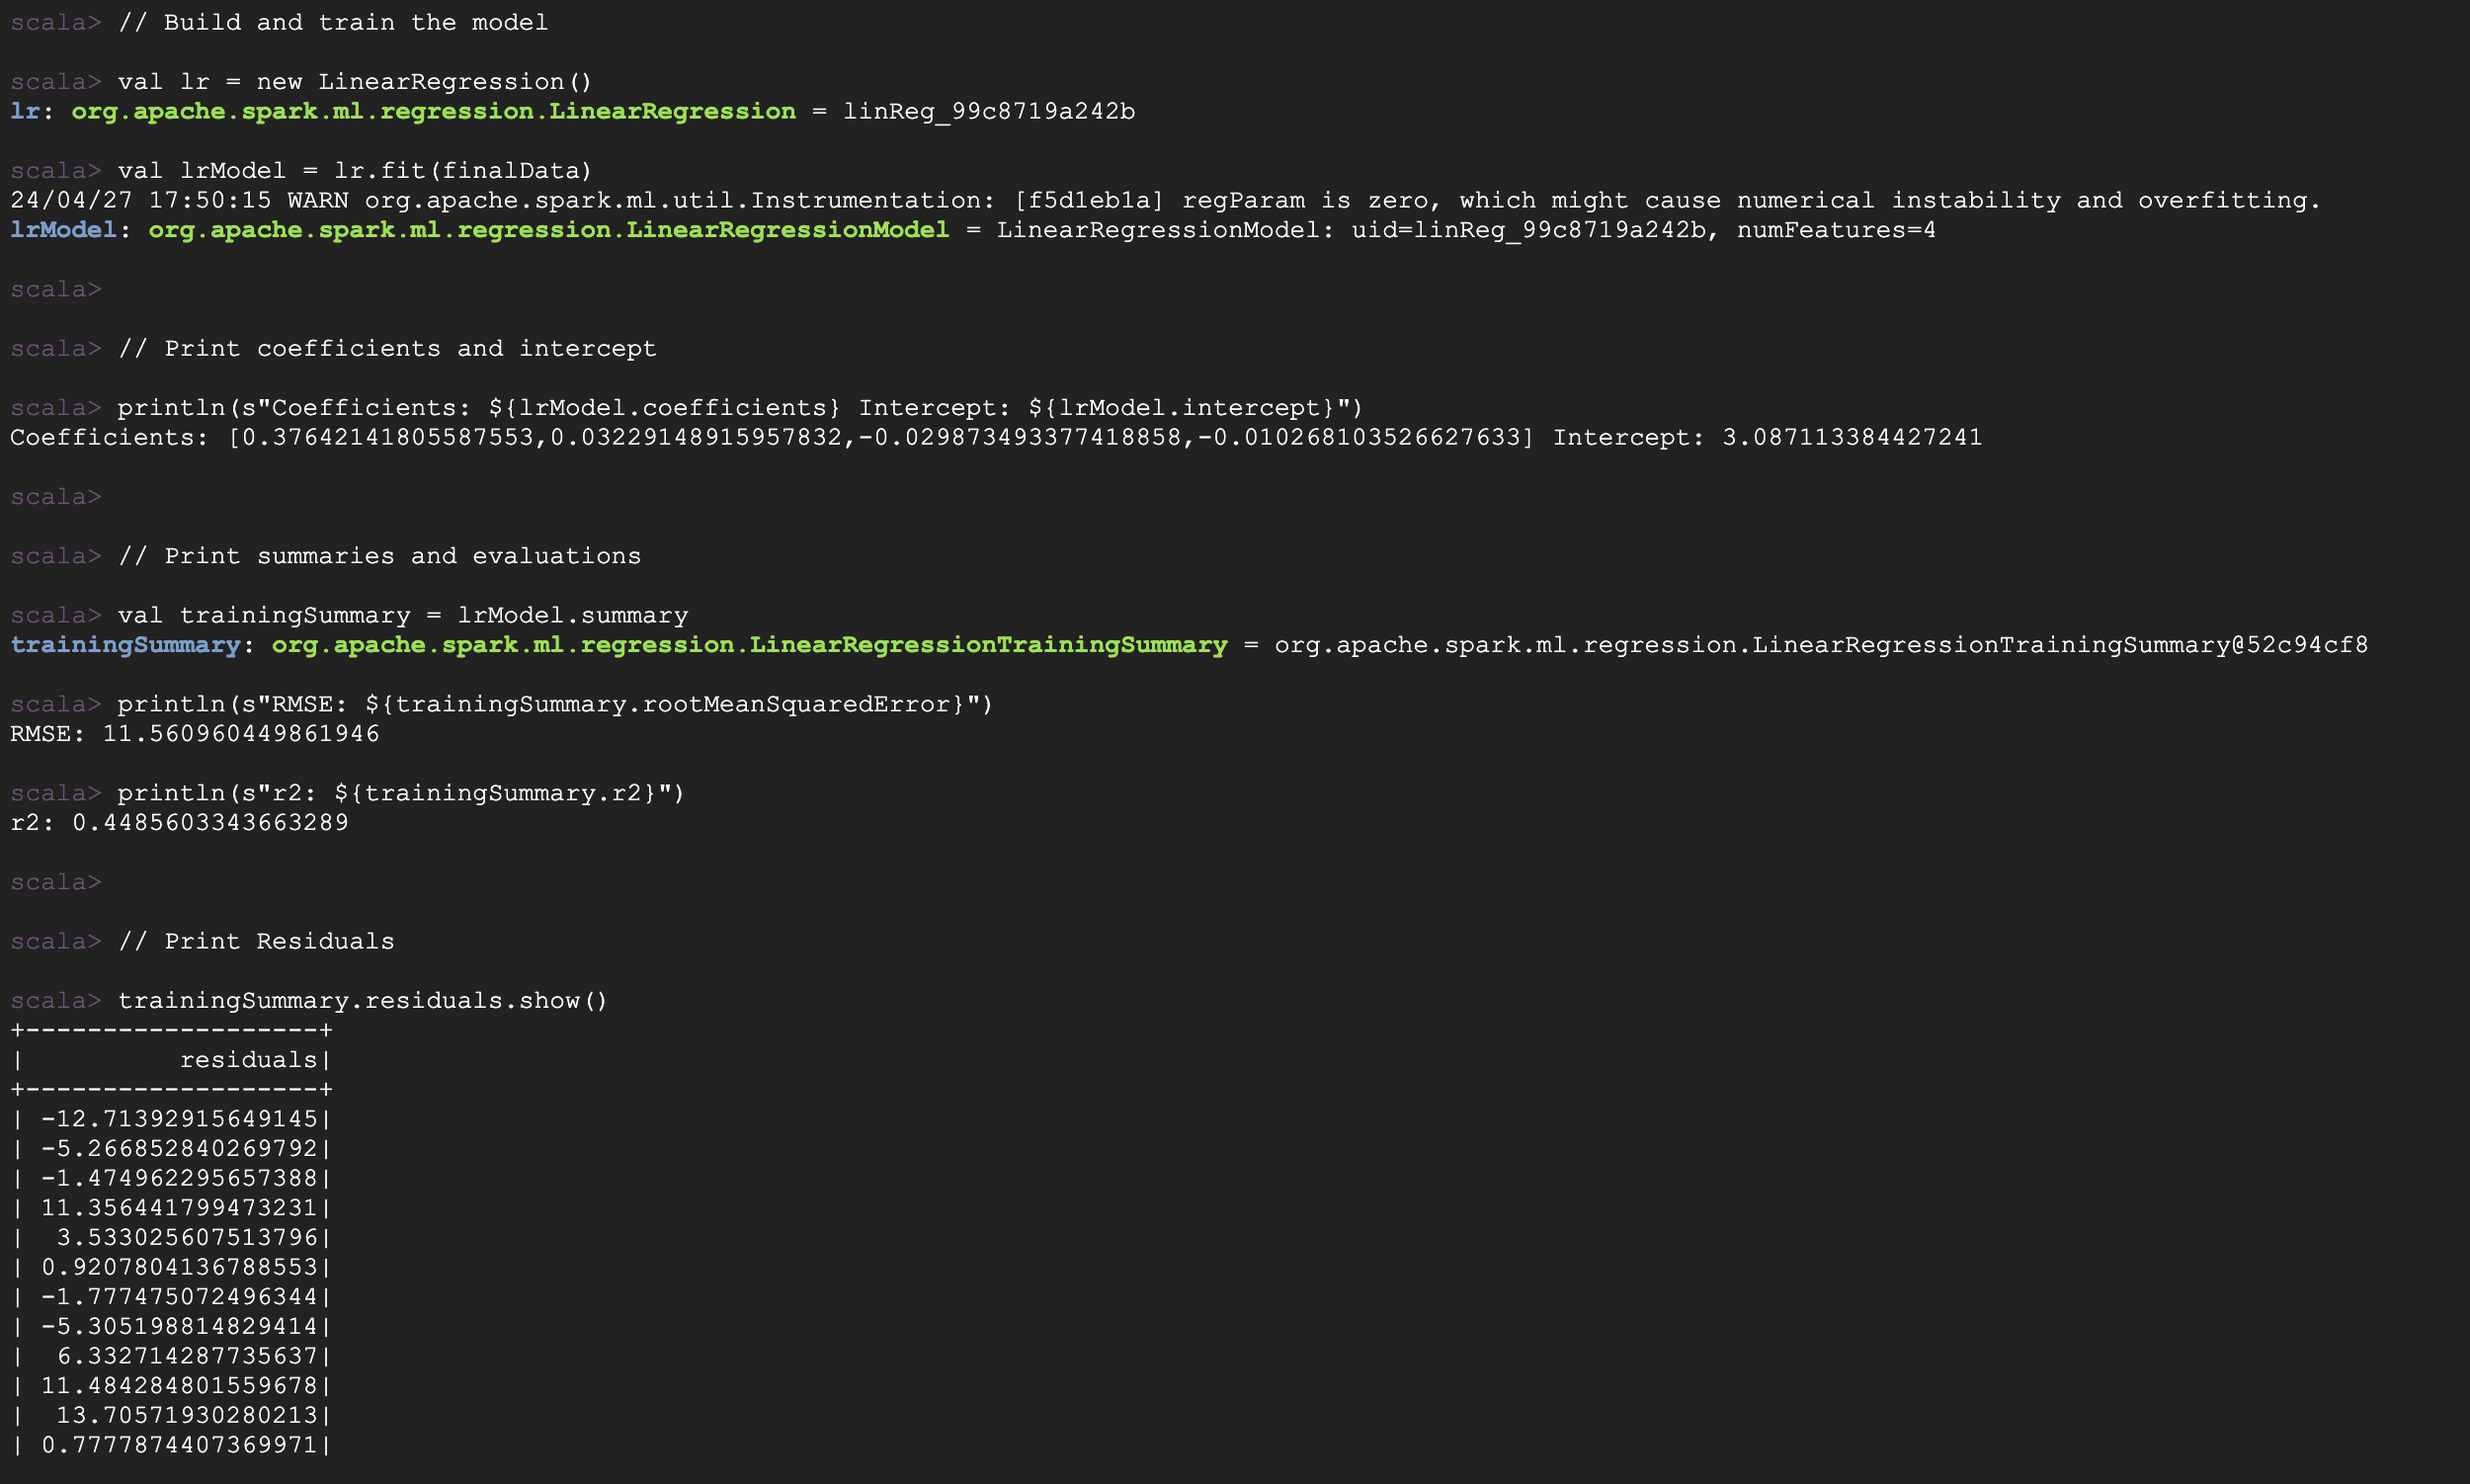 scala> // Build and train the model
scala> val lr = new LinearRegression()
lr: org.apache.spark.ml.regression.LinearRegression = linReg_99c8719a242b
scala> val lrModel = lr.fit(finalData)
24/04/27 17:50:15 WARN org.apache.spark.ml.util.Instrumentation: [f5d1eb1a] regParam is zero, which might cause numerical instability and overfitting.
lrModel: org.apache.spark.ml.regression.LinearRegressionModel = LinearRegressionModel: uid=linReg_99c8719a242b, numFeatures=4
scala>
scala> // Print coefficients and intercept
scala> println(s"Coefficients: ${lrModel.coefficients} Intercept: ${lrModel.intercept}")
Coefficients: [0.37642141805587553,0.03229148915957832,-0.029873493377418858,-0.010268103526627633] Intercept: 3.087113384427241
scala>
scala> // Print summaries and evaluations
scala> val trainingSummary = lrModel.summary
trainingSummary: org.apache.spark.ml.regression.LinearRegressionTrainingSummary = org.apache.spark.ml.regression.LinearRegressionTrainingSummary@52c94cf8
scala> println(s"RMSE: ${trainingSummary.rootMeanSquaredError}")
RMSE: 11.560960449861946
scala> println(s"r2: ${trainingSummary.r2}")
r2: 0.4485603343663289
scala>
scala> // Print Residuals
scala> trainingSummary.residuals.show()
+-------------------+
|          residuals|
+-------------------+
| -12.71392915649145|
| -5.266852840269792|
| -1.474962295657388|
| 11.356441799473231|
|  3.533025607513796|
| 0.9207804136788553|
| -1.777475072496344|
| -5.305198814829414|
|  6.332714287735637|
| 11.484284801559678|
|  13.70571930280213|
| 0.7777874407369971|